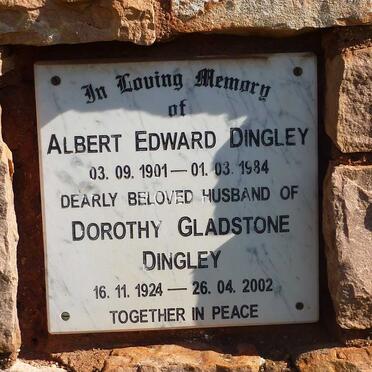 In Loving Memory
of
ALBERT EDWARD DINGLEY
03. 09. 1901 — 01. 03. 1984
DEARLY BELOVED HUSBAND OF
DOROTHY GLADSTONE
DINGLEY
16. 11. 1924 — 26. 04. 2002
TOGETHER IN PEACE